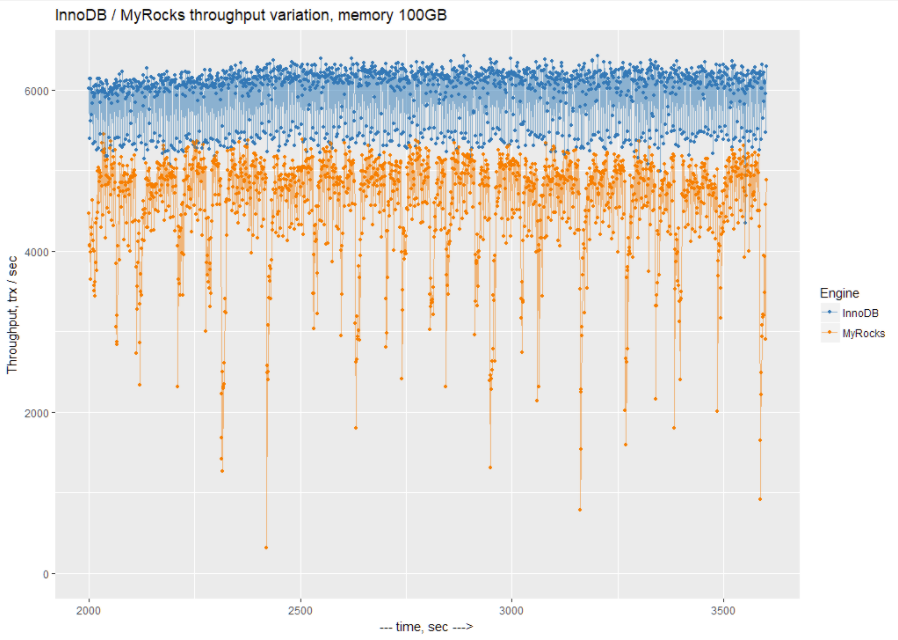 InnoDB / MyRocks throughput variation, memory 100GB
6000
4000
2000
0
Throughput, trx / sec
2000
2500
3000
3500
--- time, sec --->
Engine
InnoDB
MyRocks